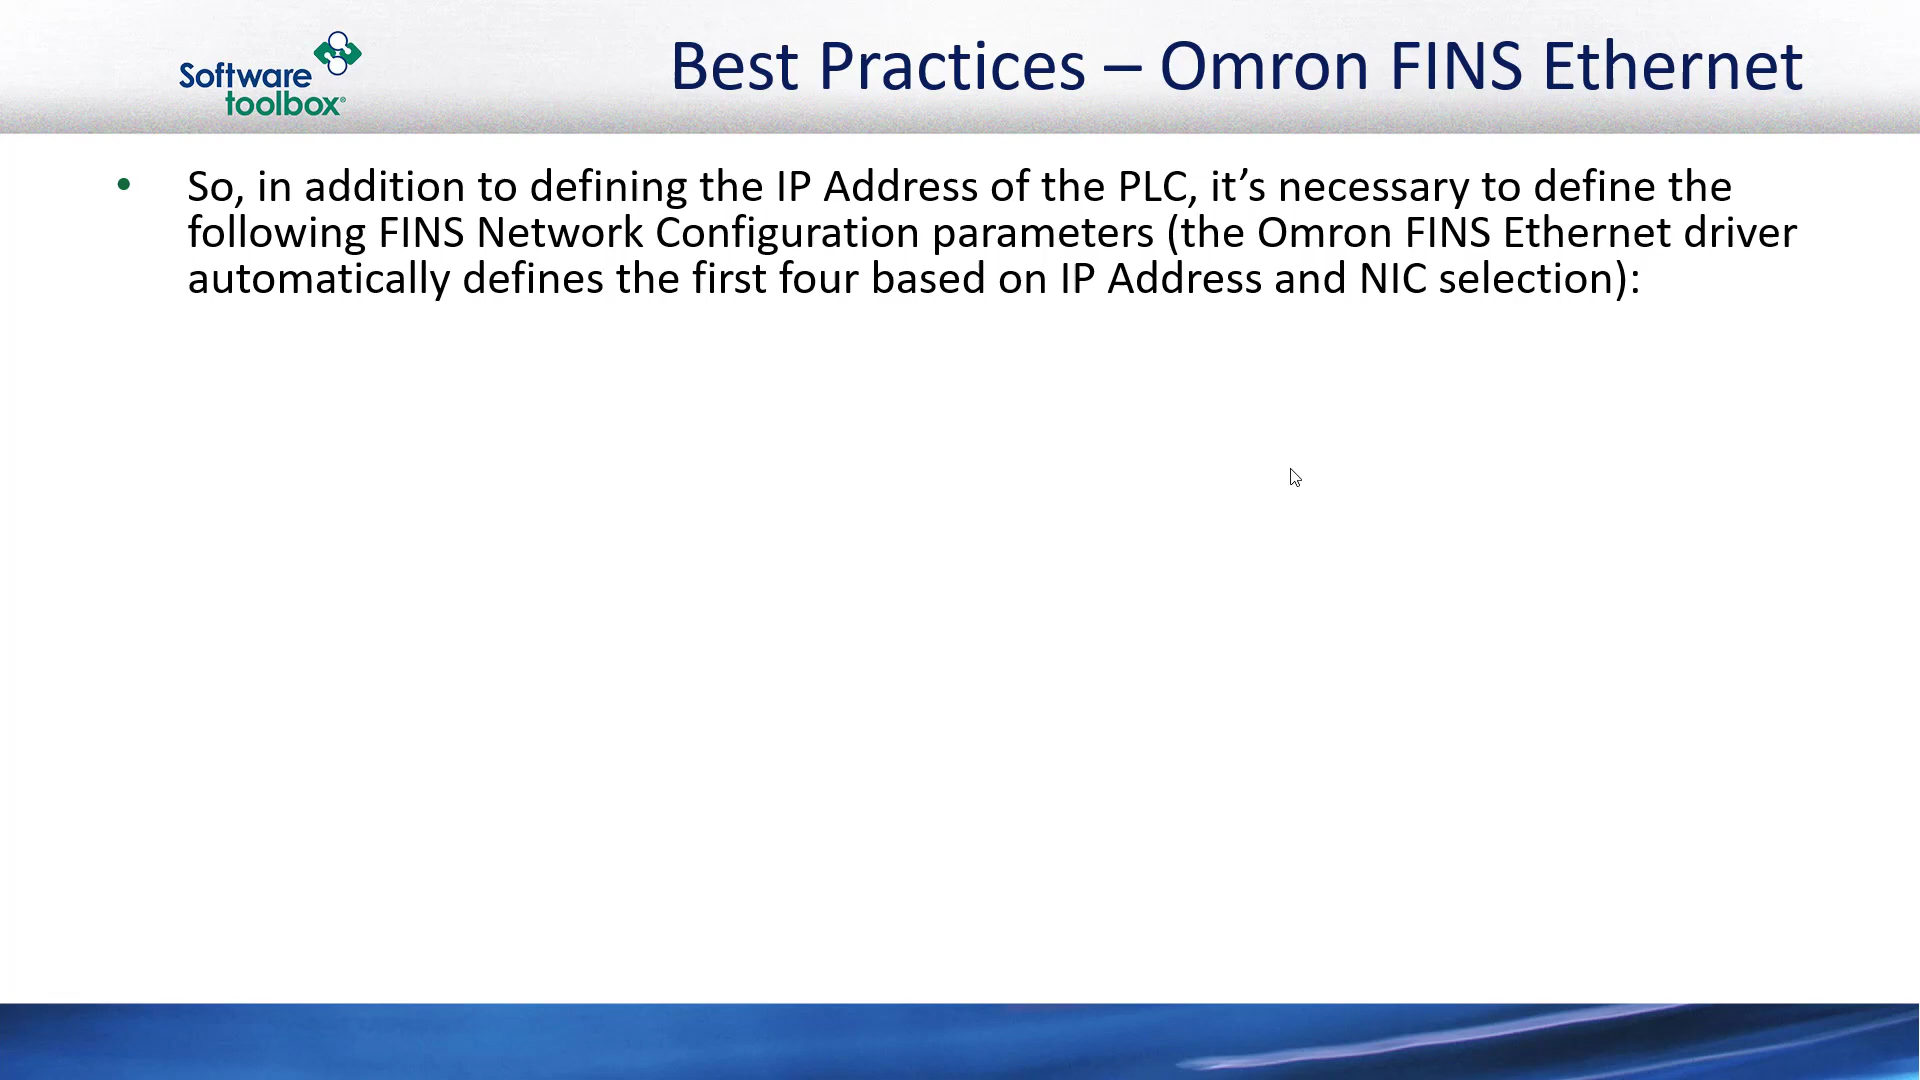 Software
toolbox®
Best Practices – Omron FINS Ethernet
• So, in addition to defining the IP Address of the PLC, it’s necessary to define the
following FINS Network Configuration parameters (the Omron FINS Ethernet driver
automatically defines the first four based on IP Address and NIC selection):